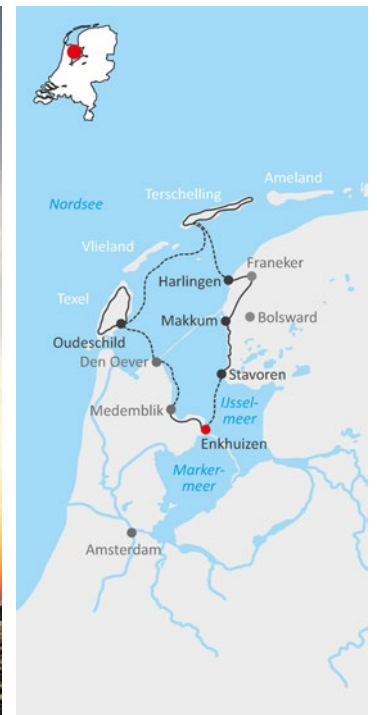 Ameland
Terschelling
Nordsee
Vlieland
Franeker
Harlingen
Texel
Makkum
Bolsward
Oudeschild
Den Oever
Stavoren
IJssel-
meer
Medemblik
Enkhuizen
Marker-
meer
Amsterdam